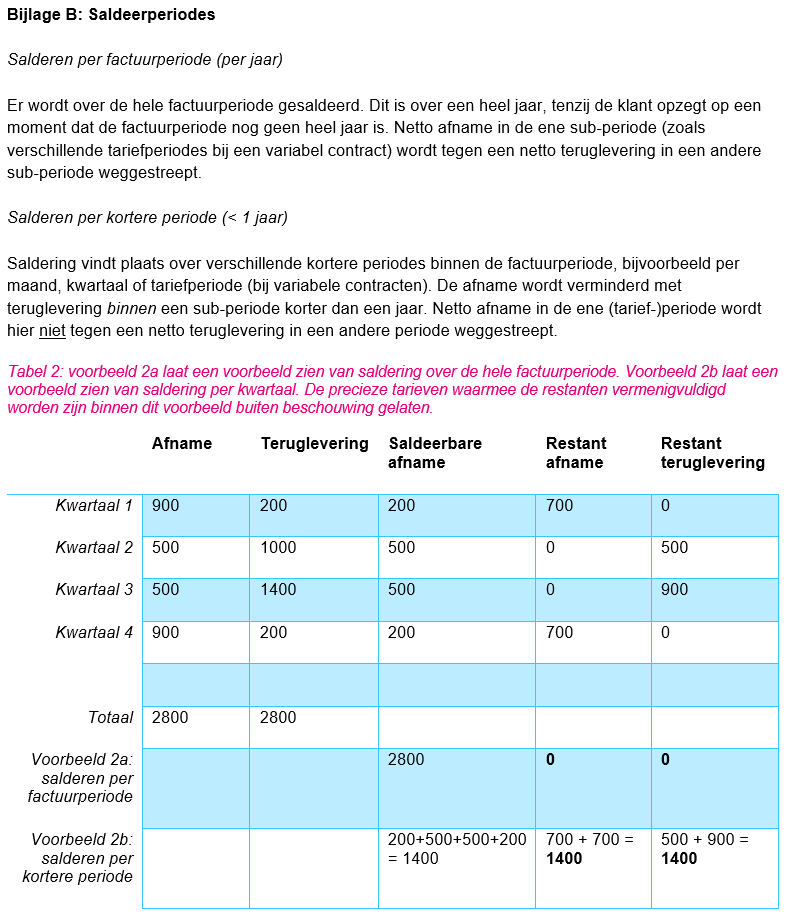 Bijlage B: Saldeerperiodes
Salderen per factuurperiode (per jaar)
Er wordt over de hele factuurperiode gesaldeerd. Dit is over een heel jaar, tenzij de klant opzegt op een
moment dat de factuurperiode nog geen heel jaar is. Netto afname in de ene sub-periode (zoals
verschillende tariefperiodes bij een variabel contract) wordt tegen een netto teruglevering in een andere
sub-periode weggestreept.
Salderen per kortere periode (< 1 jaar)
Saldering vindt plaats over verschillende kortere periodes binnen de factuurperiode, bijvoorbeeld per
maand, kwartaal of tariefperiode (bij variabele contracten). De afname wordt verminderd met
teruglevering binnen een sub-periode korter dan een jaar. Netto afname in de ene (tarief-)periode wordt
hier niet tegen een netto teruglevering in een andere periode weggestreept.
Tabel 2: voorbeeld 2a laat een voorbeeld zien van saldering over de hele factuurperiode. Voorbeeld 2b laat een
voorbeeld zien van saldering per kwartaal. De precieze tarieven waarmee de restanten vermenigvuldigd
worden zijn binnen dit voorbeeld buiten beschouwing gelaten.
Afname Teruglevering Saldeerbare Restant Restant
afname afname teruglevering
Kwartaal 1 900 200 200 700 0
Kwartaal 2 500 1000 500 0 500
Kwartaal 3 500 1400 500 0 900
Kwartaal 4 900 200 200 700 0
Totaal 2800 2800
Voorbeeld 2a: 2800 0 0
salderen per
factuurperiode
Voorbeeld 2b: 200+500+500+200 700 + 700 = 500 + 900 =
salderen per = 1400 1400 1400
kortere periode